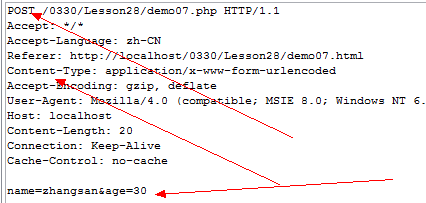 POST /0330/Lesson28/demo07.php HTTP/1.1
Accept: */*
Accept-Language: zh-CN
Referer: http://localhost/0330/Lesson28/demo07.html
Content-Type: application/x-www-form-urlencoded
Accept-Encoding: gzip, deflate
User-Agent: Mozilla/4.0 (compatible; MSIE 8.0; Windows NT 6.
Host: localhost
Content-Length: 20
Connection: Keep-Alive
Cache-Control: no-cache

name=zhangsan&age=30